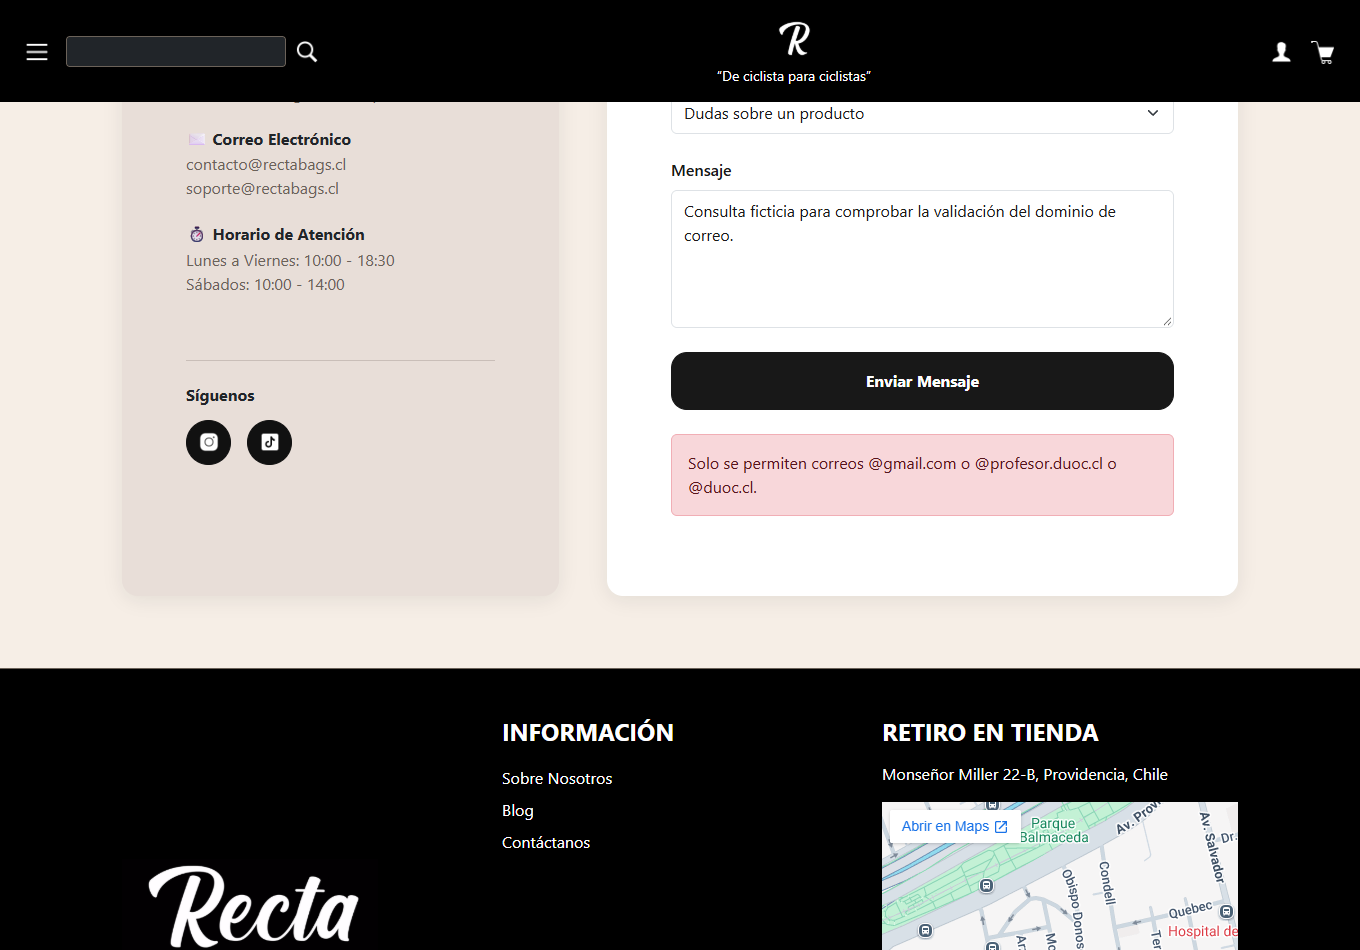 R
“De ciclista para ciclistas”
Correo Electrónico
contacto@rectabags.cl
soporte@rectabags.cl
Horario de Atención
Lunes a Viernes: 10:00 - 18:30
Sábados: 10:00 - 14:00
Síguenos
Dudas sobre un producto
Mensaje
Consulta ficticia para comprobar la validación del dominio de
correo.
Enviar Mensaje
Solo se permiten correos @gmail.com o @profesor.duoc.cl o
@duoc.cl.
Recta
INFORMACIÓN
Sobre Nosotros
Blog
Contáctanos
RETIRO EN TIENDA
Monseñor Miller 22-B, Providencia, Chile
Abrir en Maps
Parque
Balmaceda
Av. Provi
Av. Salvador
Dr.
Condell
Obispo Donos
Quebec
Hospital de